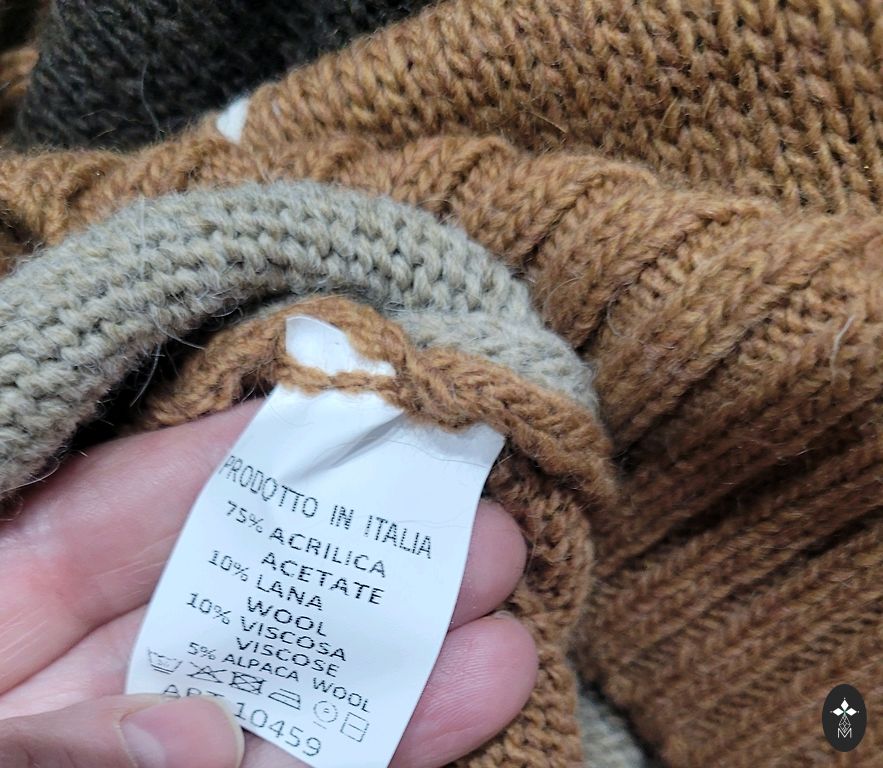 PRODOTTO IN ITALIA
75% ACRILICA
ACETATE
10% LANA
WOOL
10% VISCOSA
VISCOSE
5% ALPACA WOOL
10459
M